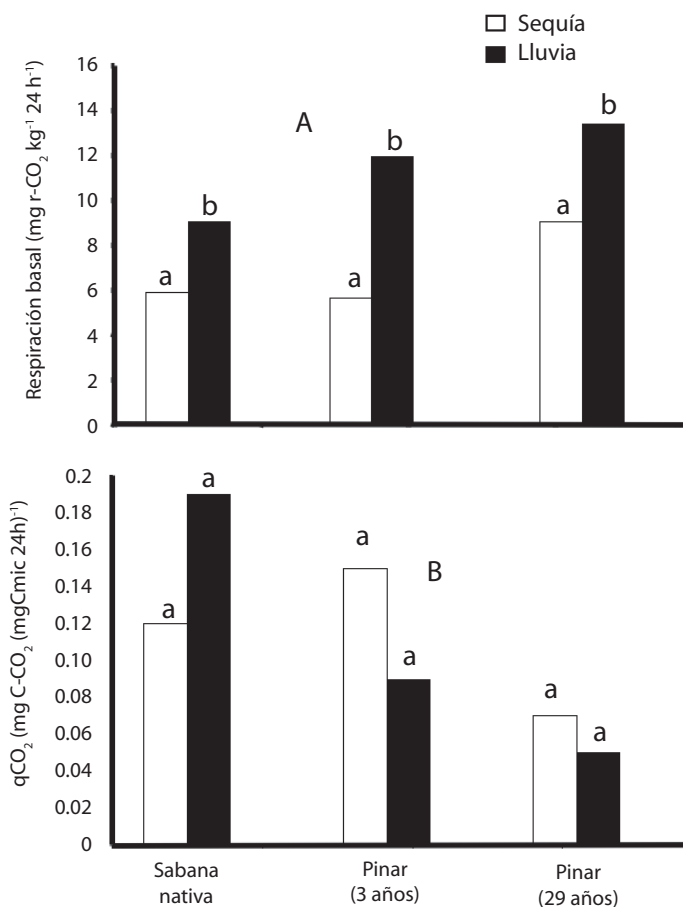 Sequía
Lluvia
Respiración basal (mg r-CO₂ kg⁻¹ 24 h⁻¹)
16
14
12
10
8
6
4
2
0
A
a
b
a
b
a
b
qCO₂ (mg C-CO₂ (mgCmic 24h)⁻¹)
0.2
0.18
0.16
0.14
0.12
0.10
0.08
0.06
0.04
0.02
0
B
a
a
a
a
a
a
Sabana
nativa
Pinar
(3 años)
Pinar
(29 años)